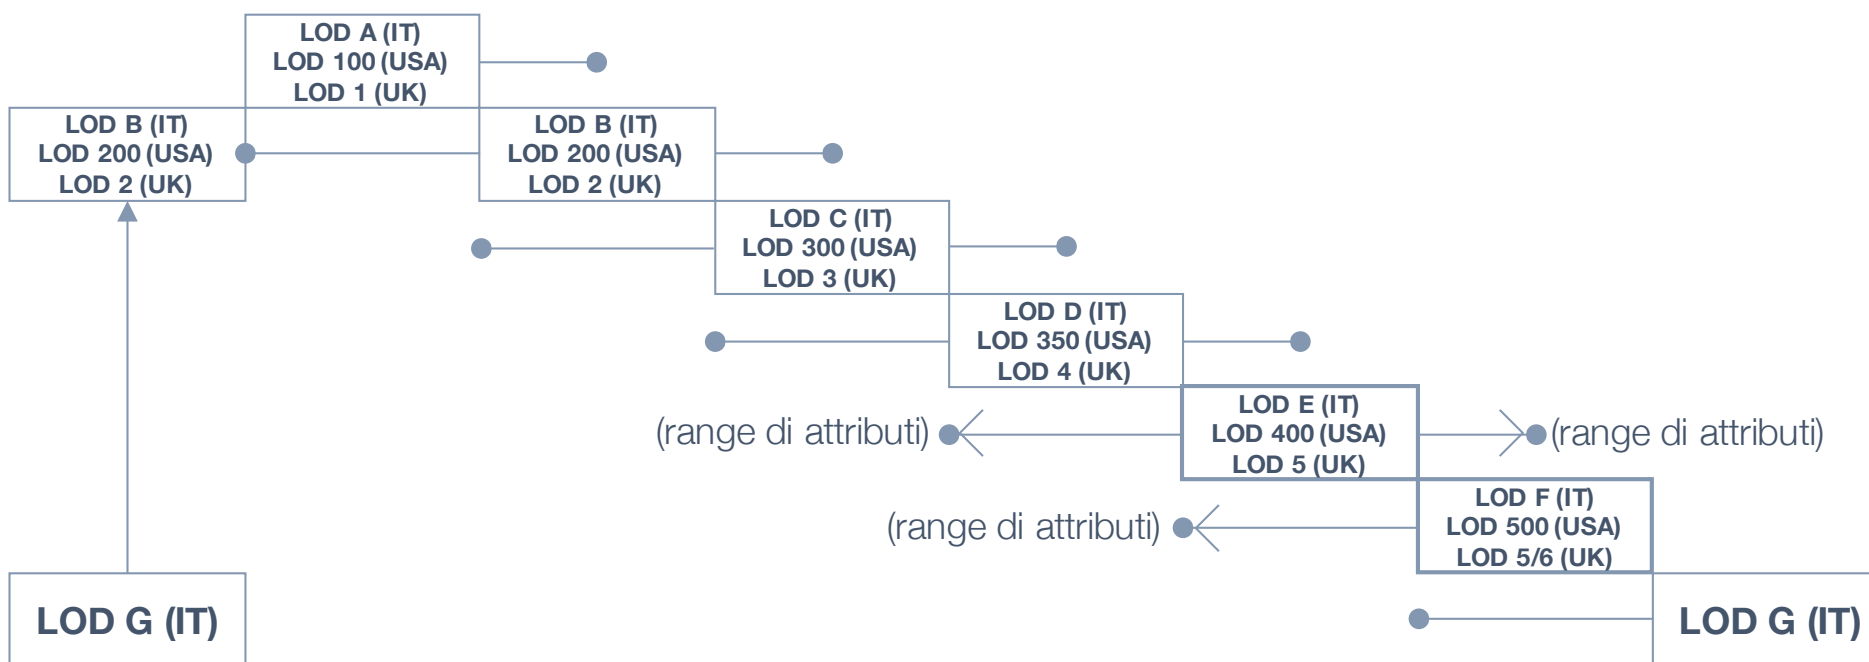 LOD A (IT)
LOD 100 (USA)
LOD 1 (UK)
LOD B (IT)
LOD 200 (USA)
LOD 2 (UK)
LOD B (IT)
LOD 200 (USA)
LOD 2 (UK)
LOD C (IT)
LOD 300 (USA)
LOD 3 (UK)
LOD D (IT)
LOD 350 (USA)
LOD 4 (UK)
(range di attributi)
LOD E (IT)
LOD 400 (USA)
LOD 5 (UK)
(range di attributi)
(range di attributi)
LOD F (IT)
LOD 500 (USA)
LOD 5/6 (UK)
LOD G (IT)
LOD G (IT)